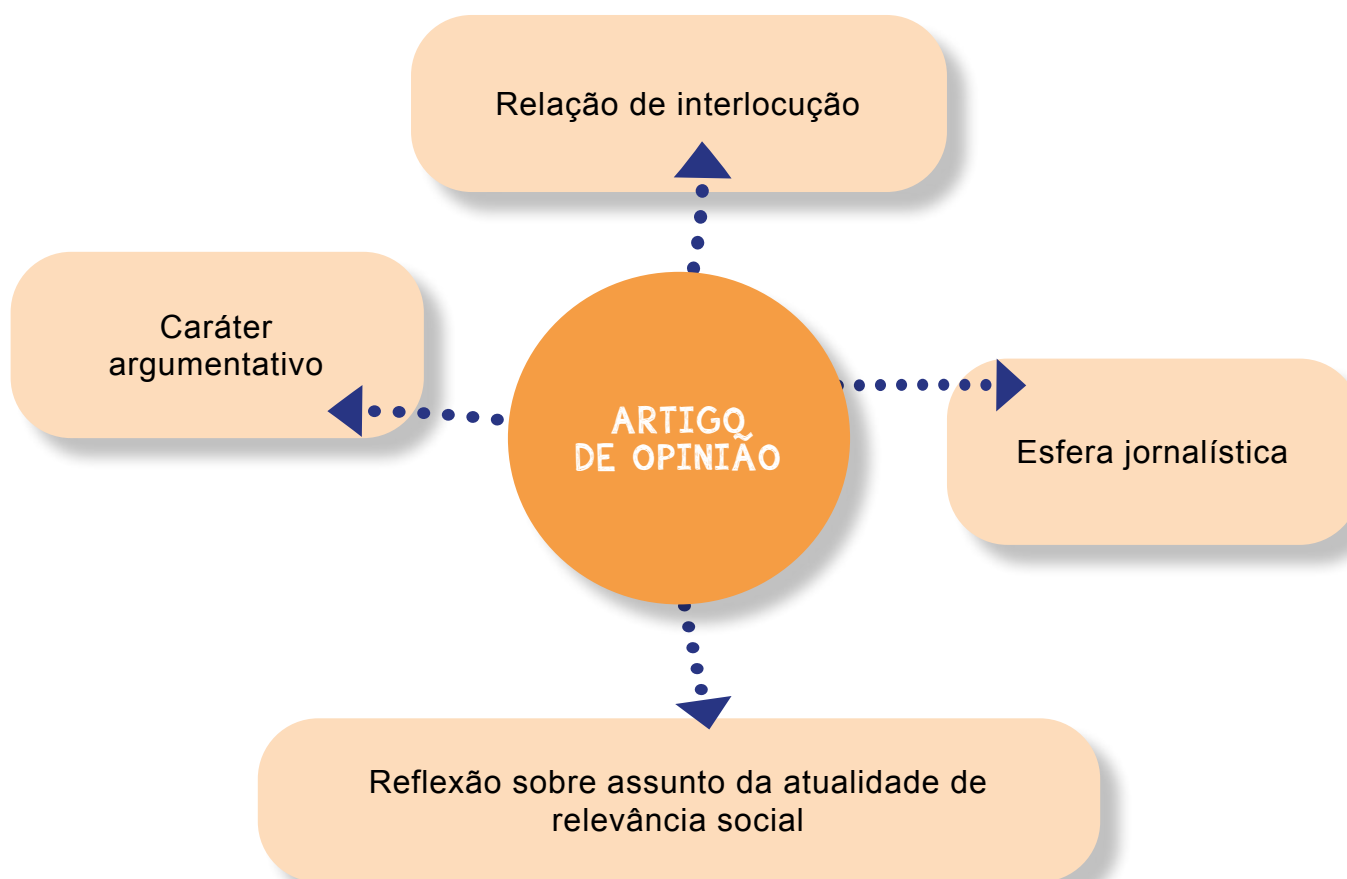 Relação de interlocução
Caráter
argumentativo
ARTIGO
DE OPINIÃO
Esfera jornalística
Reflexão sobre assunto da atualidade de
relevância social